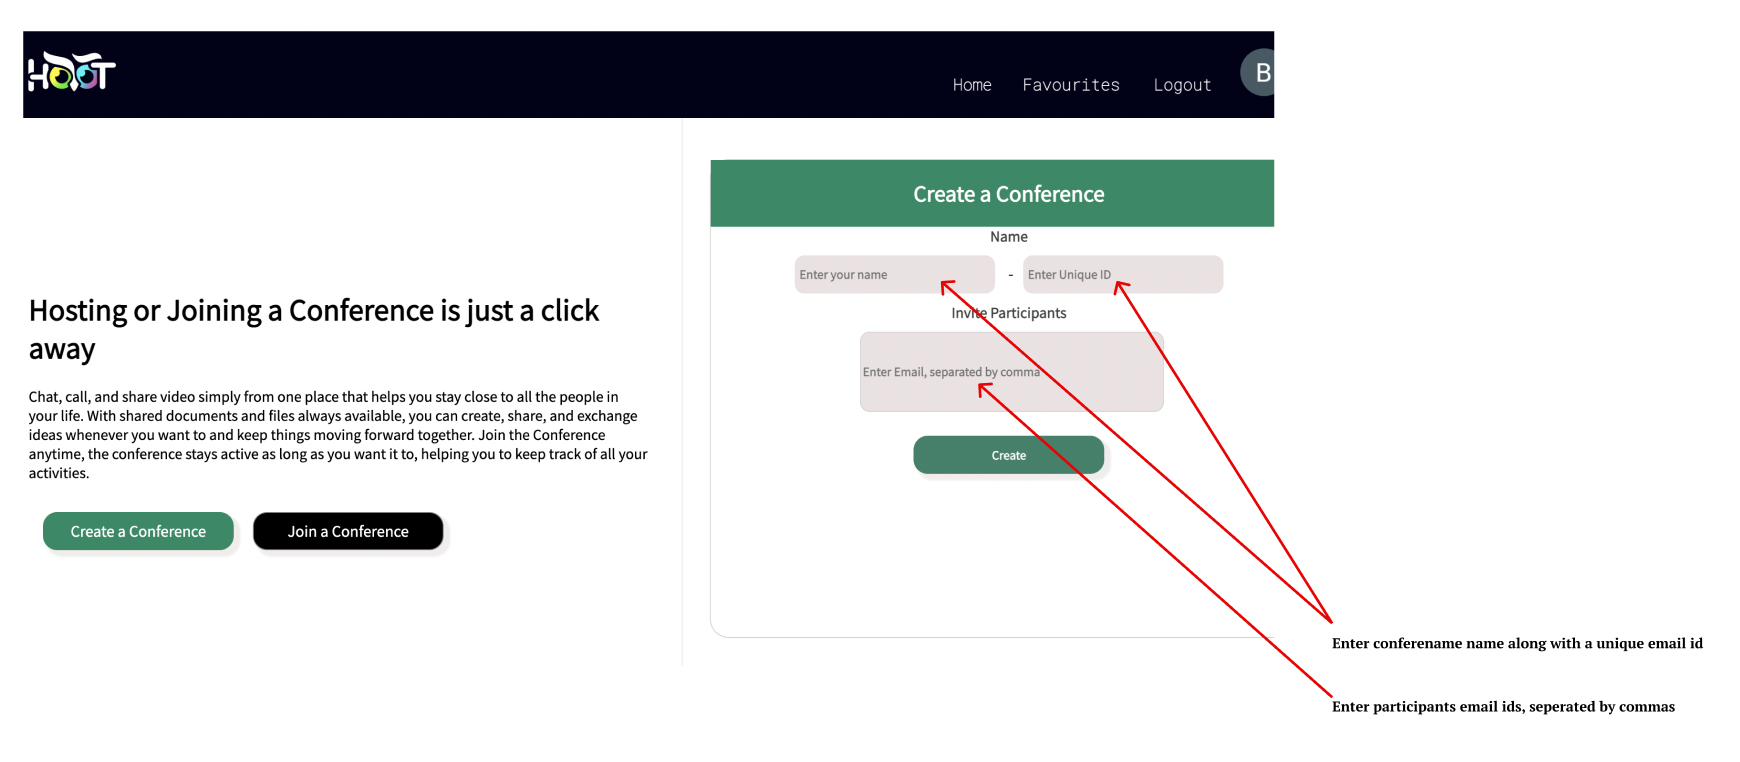 HOOT
Home Favourites Logout B
Create a Conference
Name
Enter your name - Enter Unique ID
Invite Participants
Enter Email, separated by comma
Create
Hosting or Joining a Conference is just a click
away
Chat, call, and share video simply from one place that helps you stay close to all the people in
your life. With shared documents and files always available, you can create, share, and exchange
ideas whenever you want to and keep things moving forward together. Join the Conference
anytime, the conference stays active as long as you want it to, helping you to keep track of all your
activities.
Create a Conference Join a Conference
Enter conferename name along with a unique email id
Enter participants email ids, seperated by commas